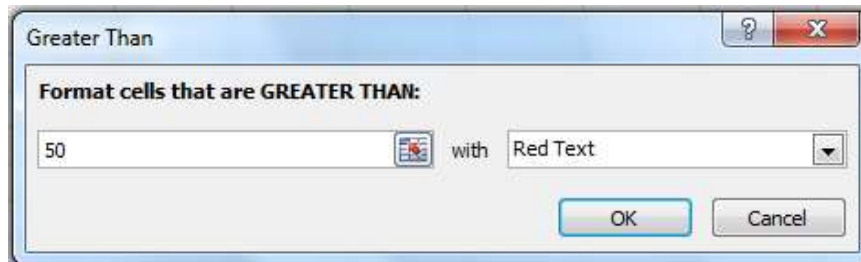 Greater Than
?
X
Format cells that are GREATER THAN:
50 with Red Text
OK Cancel